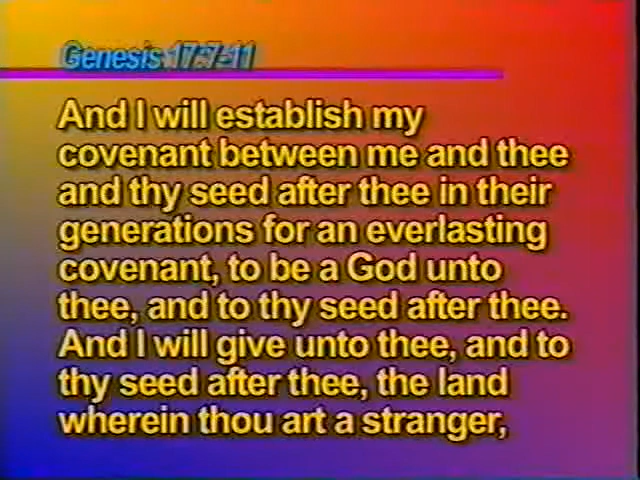 Genesis 17:7-11
And I will establish my
covenant between me and thee
and thy seed after thee in their
generations for an everlasting
covenant, to be a God unto
thee, and to thy seed after thee.
And I will give unto thee, and to
thy seed after thee, the land
wherein thou art a stranger,